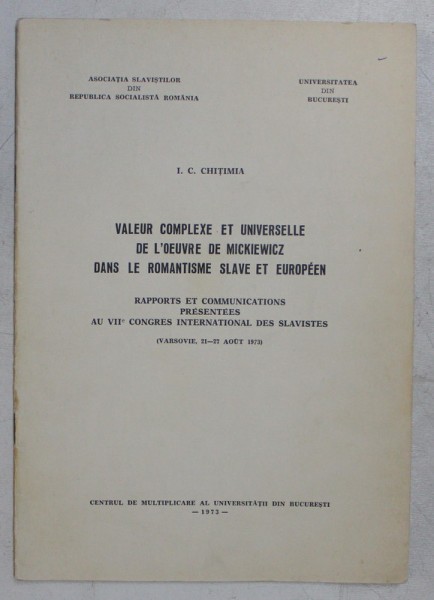 ASOCIAȚIA SLAVIȘTILOR
DIN
REPUBLICA SOCIALISTĂ ROMÂNIA
UNIVERSITATEA
DIN
BUCUREȘTI
I. C. CHIȚIMIA
VALEUR COMPLEXE ET UNIVERSELLE
DE L'OEUVRE DE MICKIEWICZ
DANS LE ROMANTISME SLAVE ET EUROPÉEN
RAPPORTS ET COMMUNICATIONS
PRÉSENTÉES
AU VIIe CONGRES INTERNATIONAL DES SLAVISTES
(VARSOVIE, 21—27 AOÛT 1973)
CENTRUL DE MULTIPLICARE AL UNIVERSITĂȚII DIN BUCUREȘTI
— 1973 —